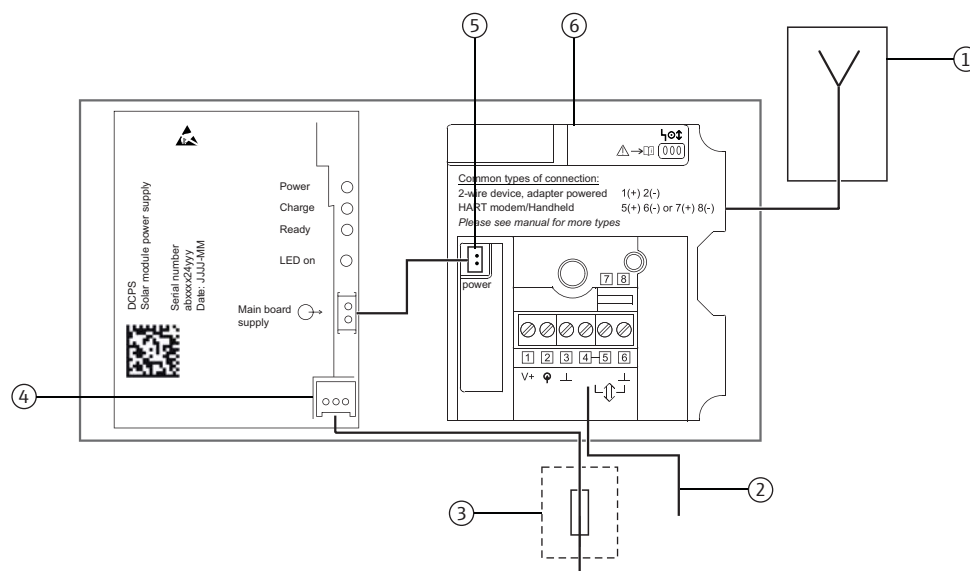 5
6
1
000
Common types of connection:
2-wire device, adapter powered 1(+) 2(-)
HART modem/Handheld 5(+) 6(-) or 7(+) 8(-)
Please see manual for more types
Power
Charge
Ready
LED on
Main board
supply
DCPS
Solar module power supply
Serial number
abxxxx24yyy
Date: JJJJ-MM
power
7 8
1 2 3 4 5 6
V+
4
2
3